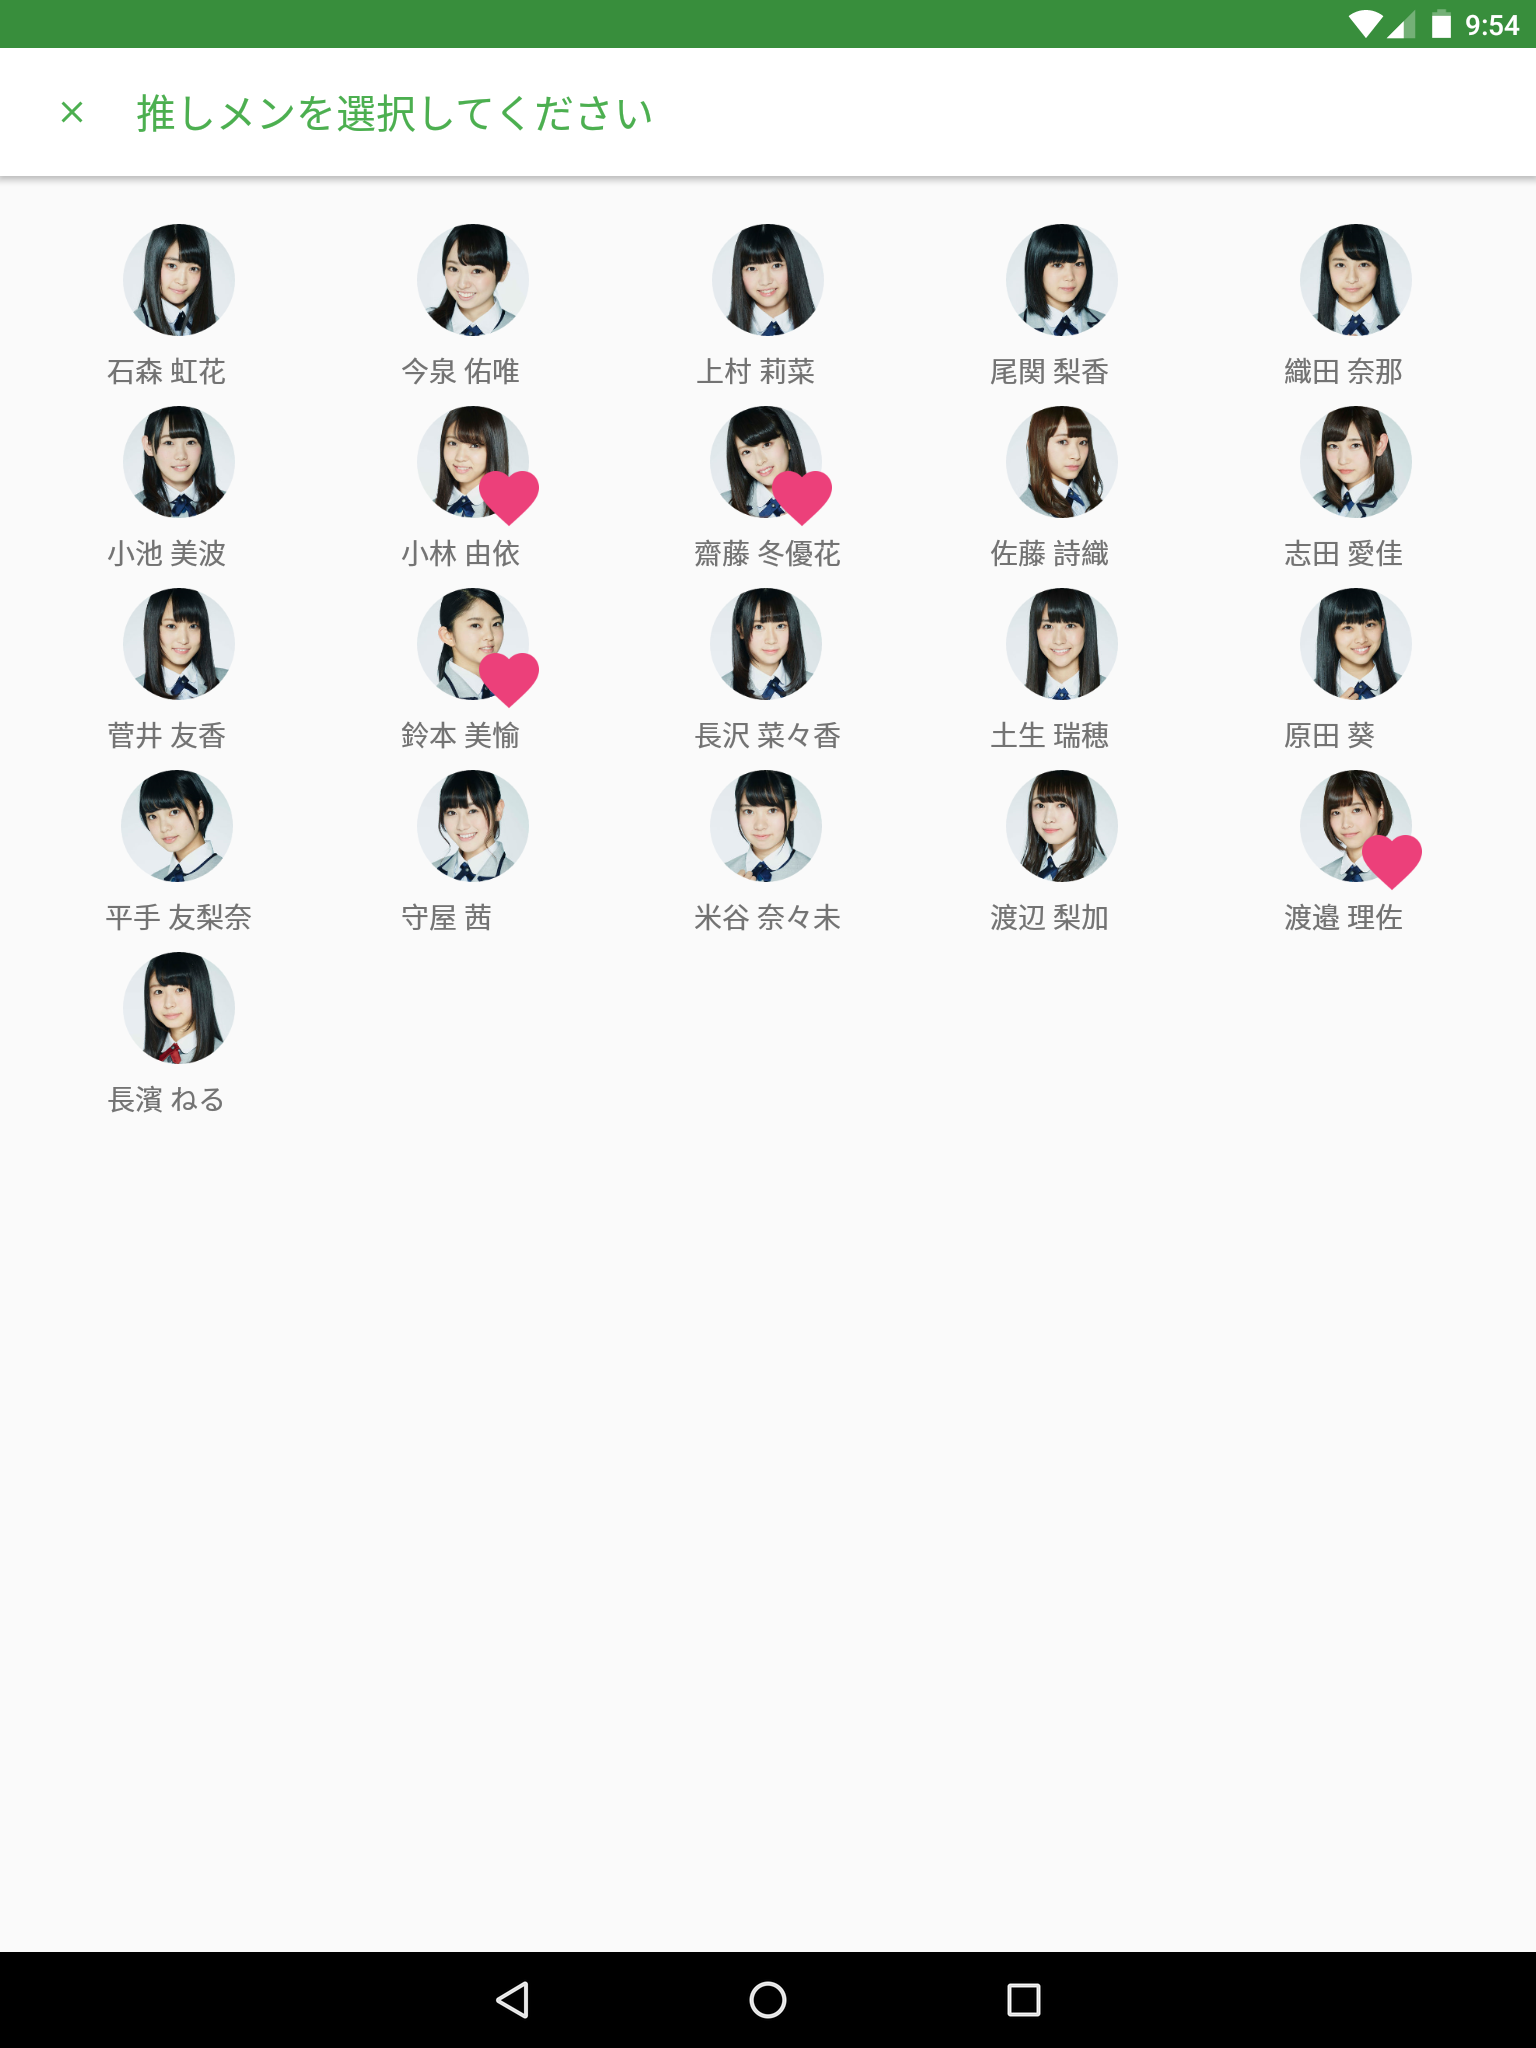 9:54
推しメンを選択してください
石森 虹花
今泉 佑唯
上村 莉菜
尾関 梨香
織田 奈那
小池 美波
小林 由依
齋藤 冬優花
佐藤 詩織
志田 愛佳
菅井 友香
鈴本 美愉
長沢 菜々香
土生 瑞穂
原田 葵
平手 友梨奈
守屋 茜
米谷 奈々未
渡辺 梨加
渡邉 理佐
長濱 ねる